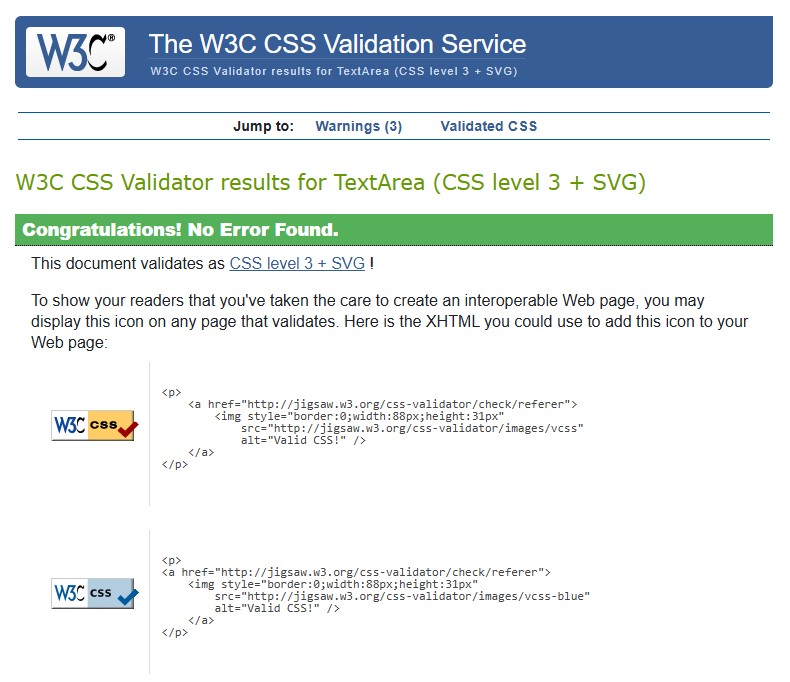 W3C® The W3C CSS Validation Service
W3C CSS Validator results for TextArea (CSS level 3 + SVG)
Jump to: Warnings (3) Validated CSS
W3C CSS Validator results for TextArea (CSS level 3 + SVG)
Congratulations! No Error Found.
This document validates as CSS level 3 + SVG !
To show your readers that you've taken the care to create an interoperable Web page, you may
display this icon on any page that validates. Here is the XHTML you could use to add this icon to your
Web page:
W3C css
<p>
<a href="http://jigsaw.w3.org/css-validator/check/referer">
<img style="border:0;width:88px;height:31px"
src="http://jigsaw.w3.org/css-validator/images/vcss"
alt="Valid CSS!" />
</a>
</p>
W3C css
<p>
<a href="http://jigsaw.w3.org/css-validator/check/referer">
<img style="border:0;width:88px;height:31px"
src="http://jigsaw.w3.org/css-validator/images/vcss-blue"
alt="Valid CSS!" />
</a>
</p>